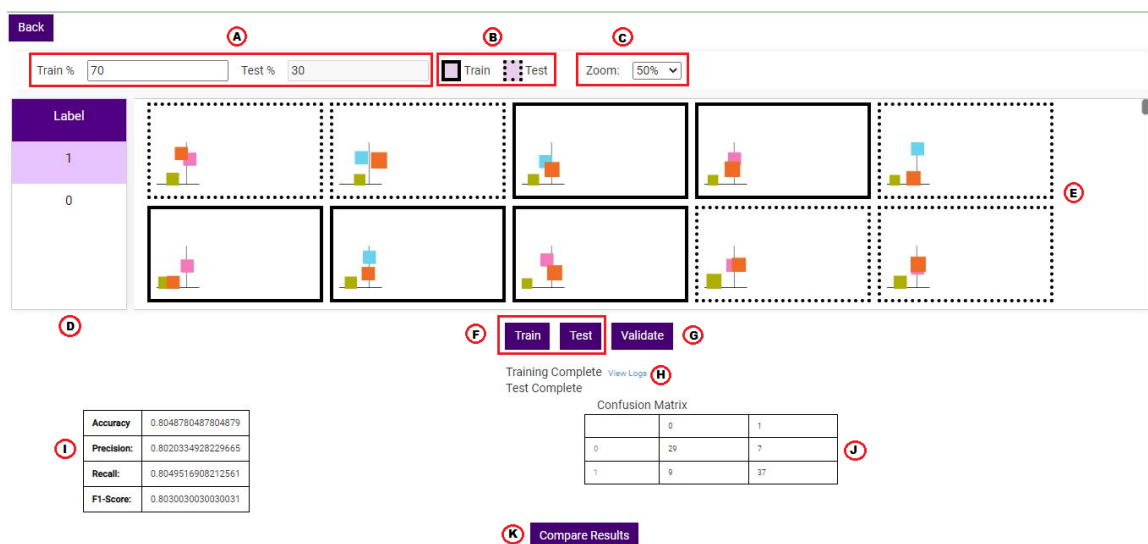 Back
A B C
Train % 70 Test % 30 Train Test Zoom: 50%
Label
1
0
E
D
F Train Test Validate G
Training Complete View Logs H
Test Complete
Confusion Matrix
0 1
0 29 7
1 9 37
J
Accuracy 0.8048780487804879
I Precision: 0.8020334928229665
Recall: 0.8049516908212561
F1-Score: 0.8030030030030031
K Compare Results